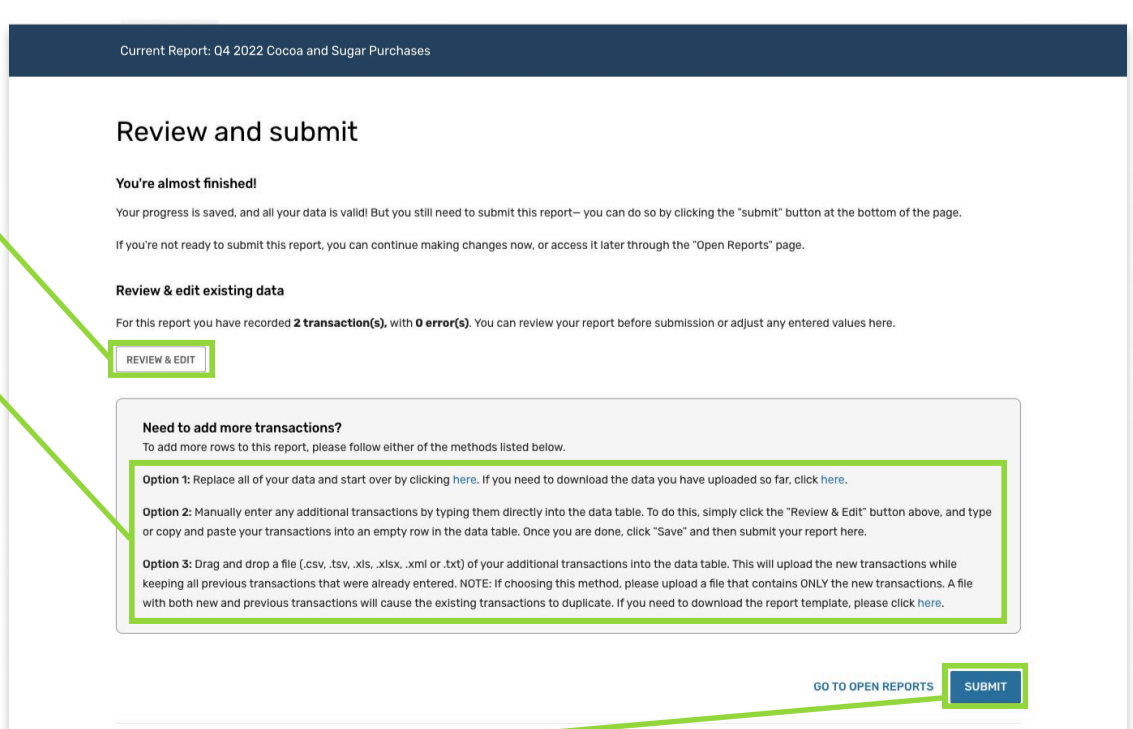 Current Report: Q4 2022 Cocoa and Sugar Purchases
Review and submit
You're almost finished!
Your progress is saved, and all your data is valid! But you still need to submit this report— you can do so by clicking the "submit" button at the bottom of the page.
If you're not ready to submit this report, you can continue making changes now, or access it later through the "Open Reports" page.
Review & edit existing data
For this report you have recorded 2 transaction(s), with 0 error(s). You can review your report before submission or adjust any entered values here.
REVIEW & EDIT
Need to add more transactions?
To add more rows to this report, please follow either of the methods listed below.
Option 1: Replace all of your data and start over by clicking here. If you need to download the data you have uploaded so far, click here.
Option 2: Manually enter any additional transactions by typing them directly into the data table. To do this, simply click the "Review & Edit" button above, and type
or copy and paste your transactions into an empty row in the data table. Once you are done, click "Save" and then submit your report here.
Option 3: Drag and drop a file (.csv, .tsv, .xls, .xlsx, .xml or .txt) of your additional transactions into the data table. This will upload the new transactions while
keeping all previous transactions that were already entered. NOTE: If choosing this method, please upload a file that contains ONLY the new transactions. A file
with both new and previous transactions will cause the existing transactions to duplicate. If you need to download the report template, please click here.
GO TO OPEN REPORTS SUBMIT